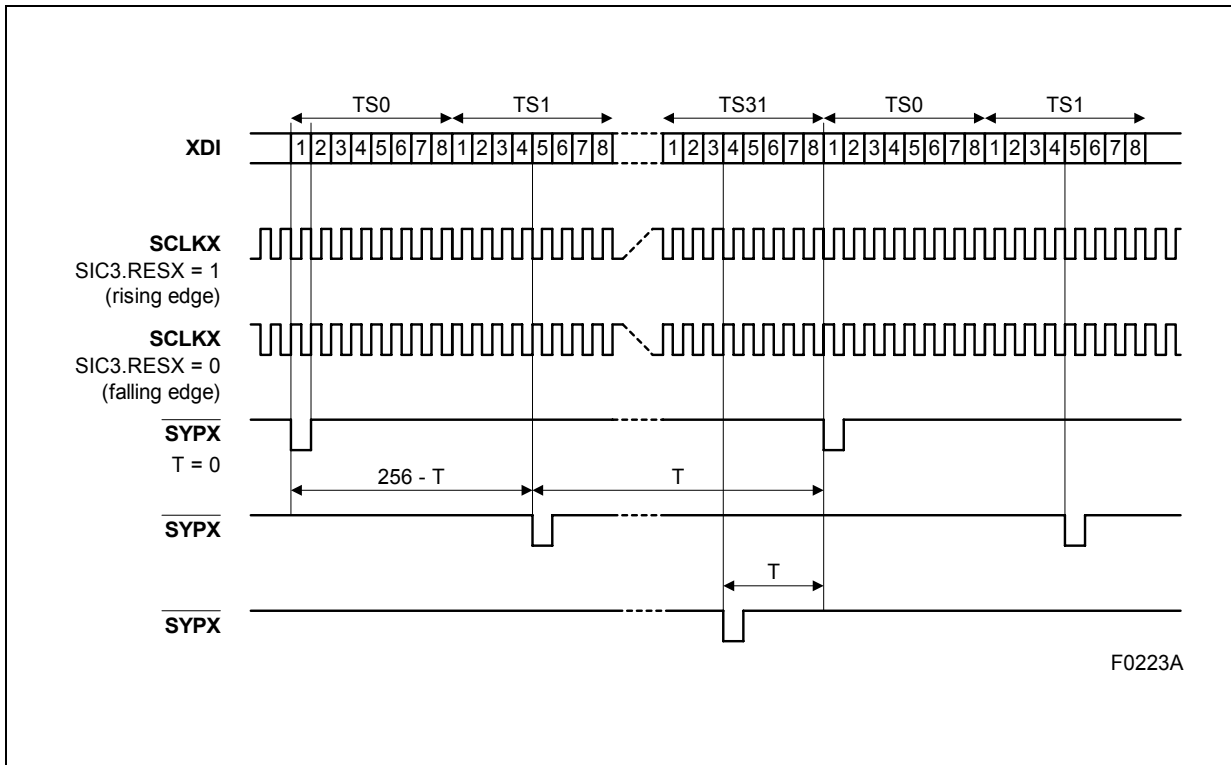 TS0 TS1 TS31 TS0 TS1
XDI 1 2 3 4 5 6 7 8 1 2 3 4 5 6 7 8 1 2 3 4 5 6 7 8 1 2 3 4 5 6 7 8 1 2 3 4 5 6 7 8
SCLKX
SIC3.RESX = 1
(rising edge)
SCLKX
SIC3.RESX = 0
(falling edge)
SYPX
T = 0
256 - T T
SYPX
T
SYPX
F0223A